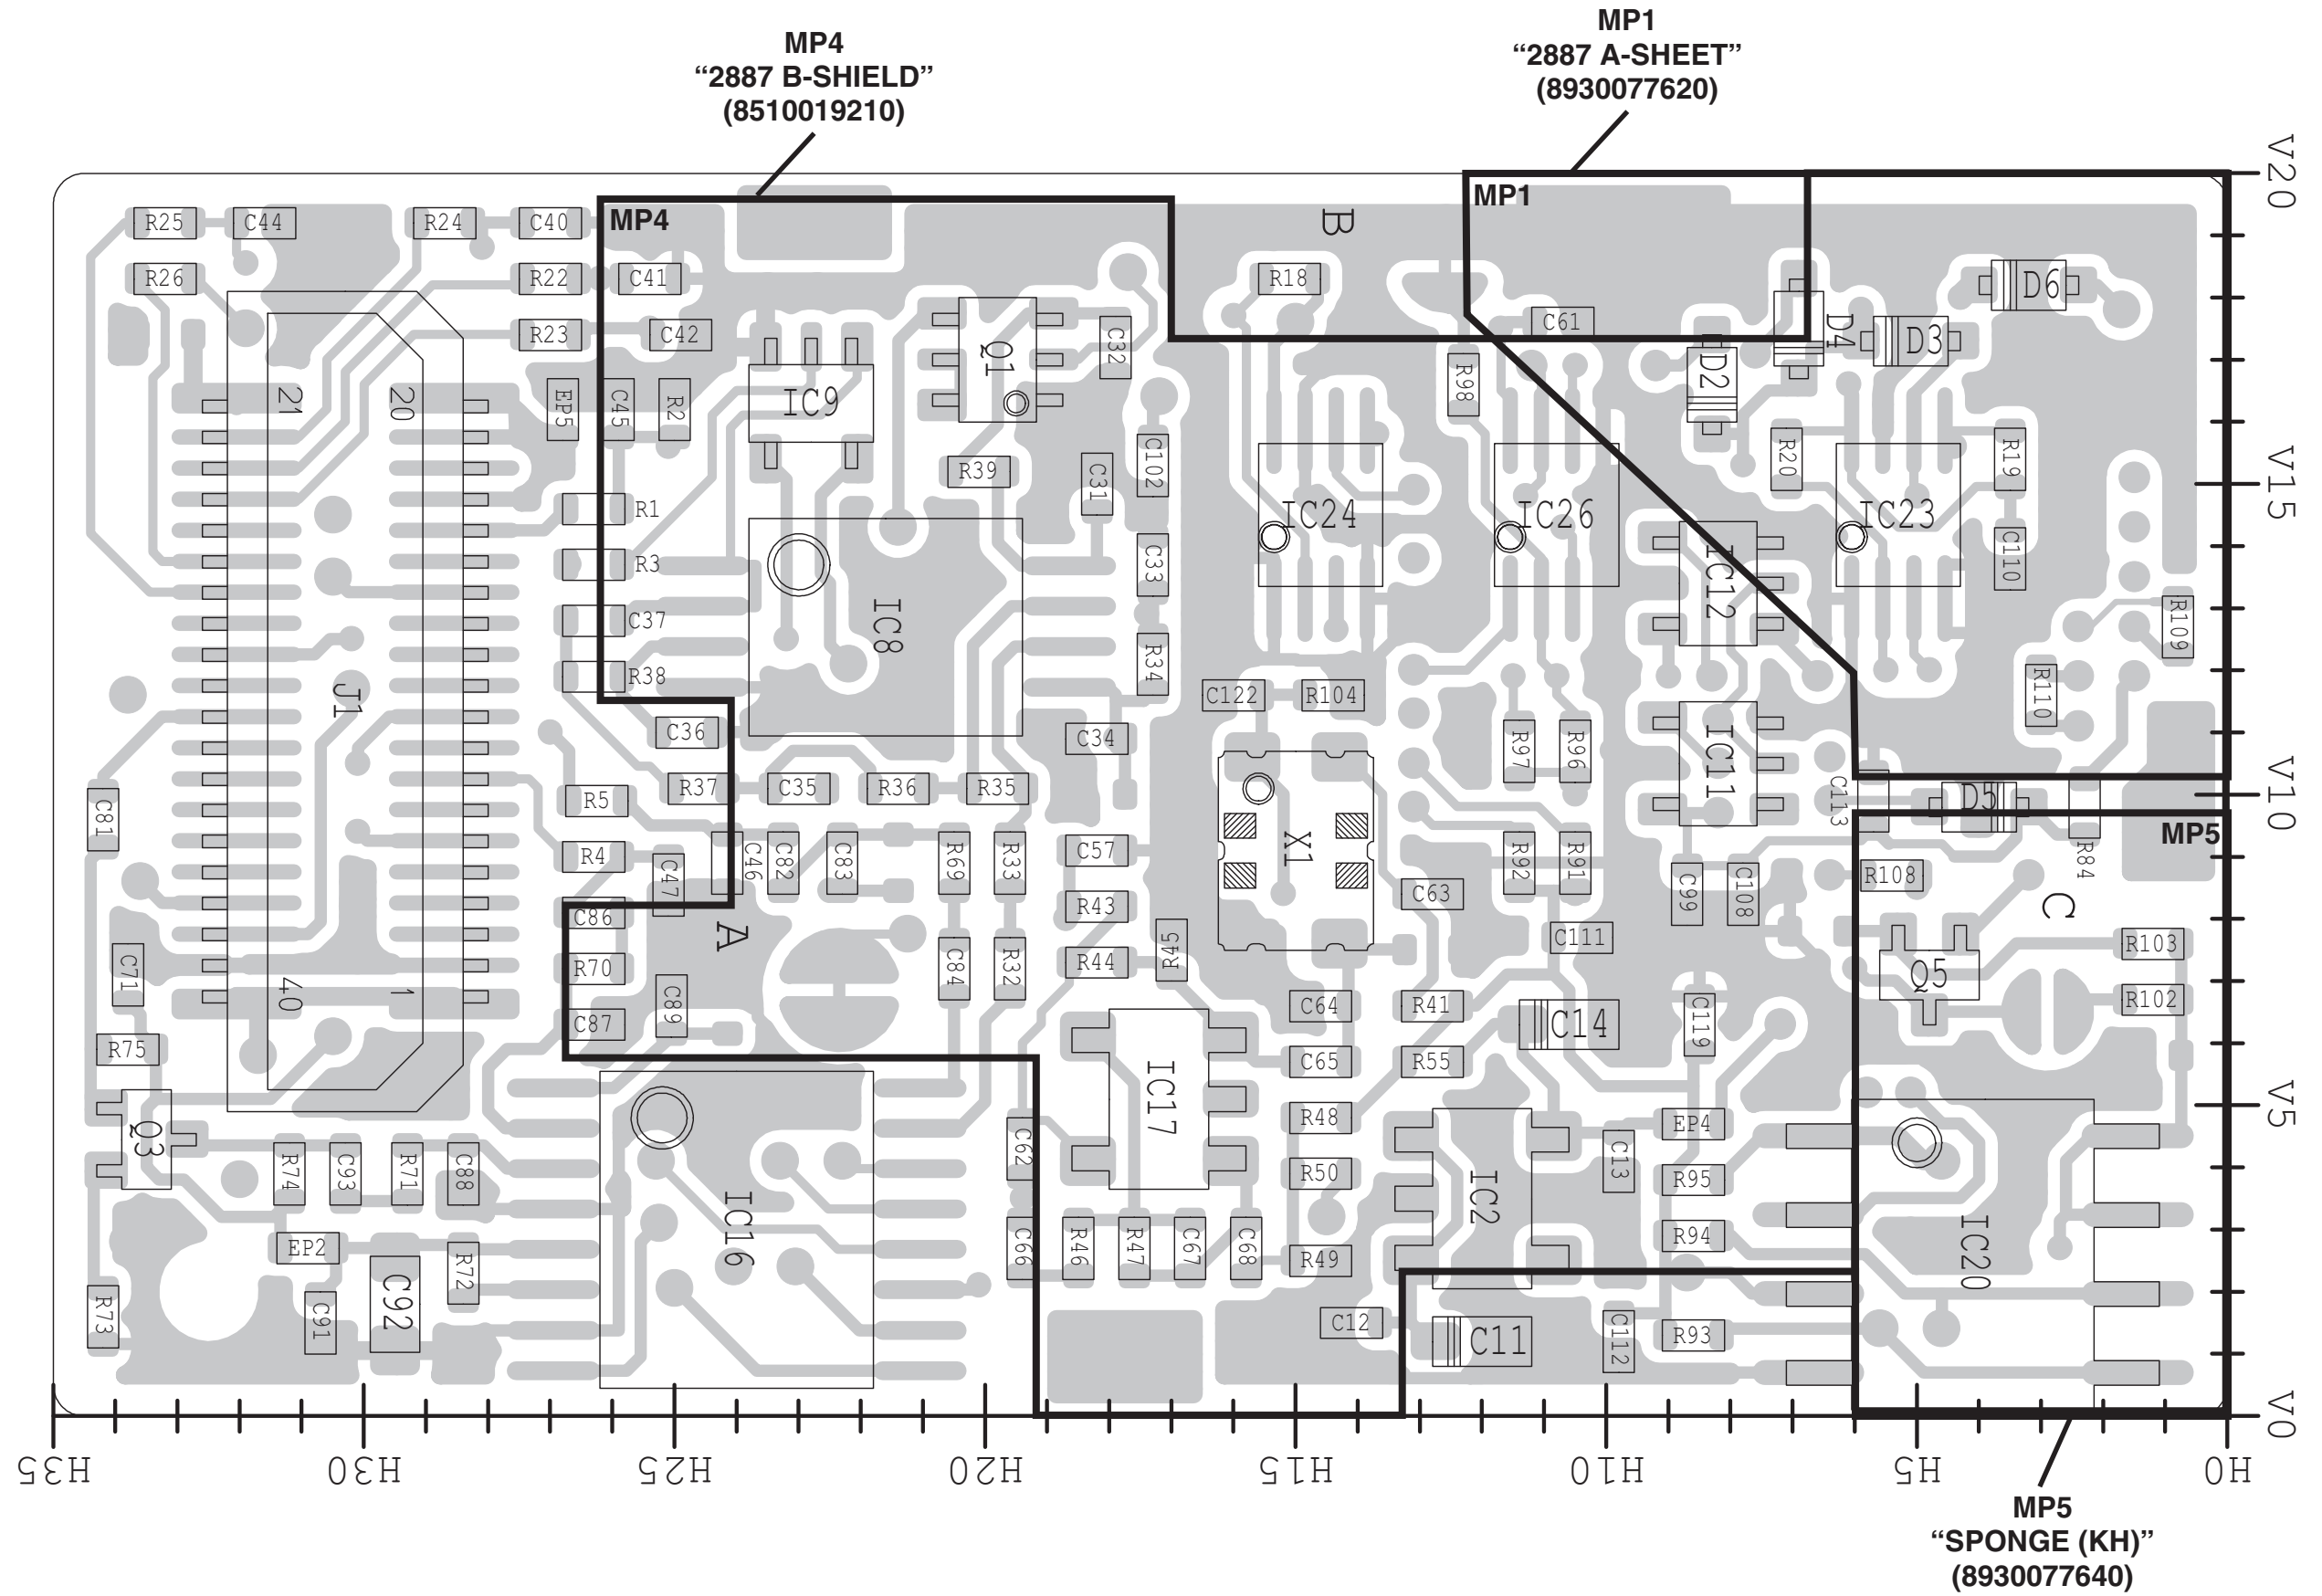 MP4
“2887 B-SHIELD”
(8510019210)
MP1
“2887 A-SHEET”
(8930077620)
V20
MP4
B
MP1
R25
C44
R24
C40
R26
R22
C41
R18
D6
R23
C42
Q1
C32
C61
D4
D3
21
20
EP5
C45
R2
IC9
R98
D2
R39
C31
C102
R20
R19
V15
R1
IC24
IC26
IC23
R3
C33
IC12
C110
C37
IC8
R109
R38
R34
C122
R104
R110
J1
C36
C34
R97
R96
IC11
R37
C35
R36
R35
C113
D5
V10
C81
R5
MP5
R4
C47
C46
C82
C83
R69
R33
C57
X1
R92
R91
R84
C63
C99
C108
R108
C86
R43
A
C111
C
R70
C84
R32
R44
R45
R103
C71
Q5
40
1
C89
C64
R41
R102
C87
C14
C119
R75
C65
R55
IC17
R48
EP4
V5
Q3
C62
C13
R74
C93
R71
C88
R50
R95
IC16
IC2
EP2
R72
C66
R46
R47
C67
C68
R49
R94
IC20
C92
R73
C91
C12
C11
C112
R93
V0
H35
H30
H25
H20
H15
H10
H5
H0
MP5
“SPONGE (KH)”
(8930077640)